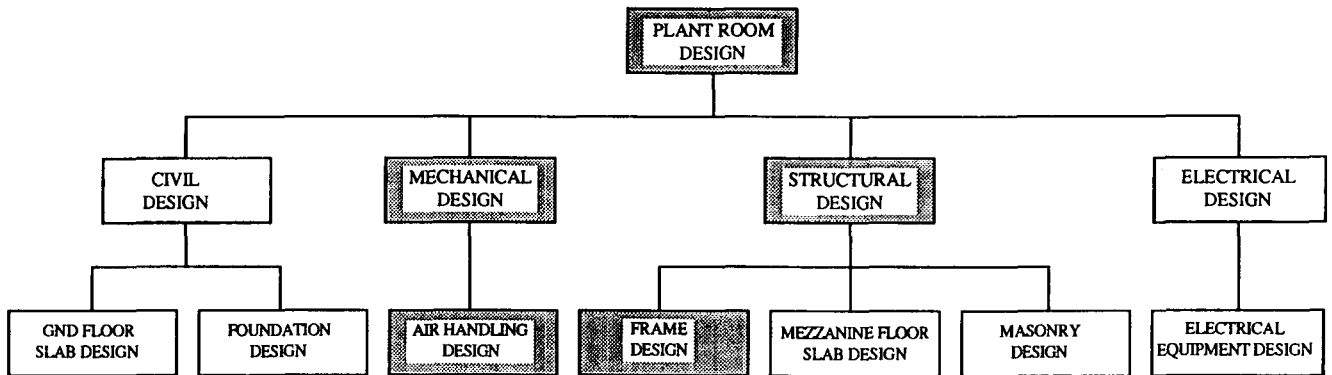 PLANT ROOM
DESIGN
CIVIL
DESIGN
MECHANICAL
DESIGN
STRUCTURAL
DESIGN
ELECTRICAL
DESIGN
GND FLOOR
SLAB DESIGN
FOUNDATION
DESIGN
AIR HANDLING
DESIGN
FRAME
DESIGN
MEZZANINE FLOOR
SLAB DESIGN
MASONRY
DESIGN
ELECTRICAL
EQUIPMENT DESIGN